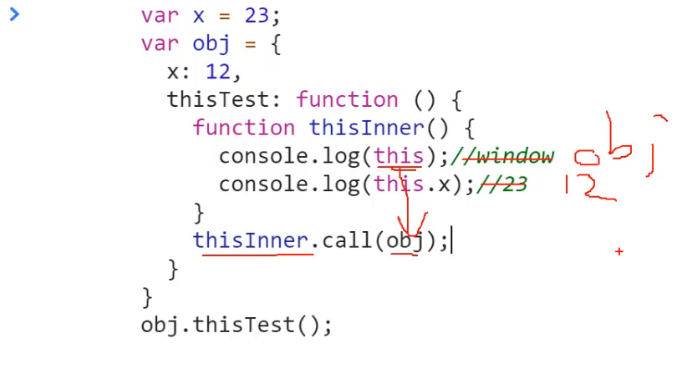 var x = 23;
var obj = {
x: 12,
thisTest: function () {
function thisInner() {
console.log(this);//window obj
console.log(this.x);//23 12
}
thisInner.call(obj);
}
}
obj.thisTest();